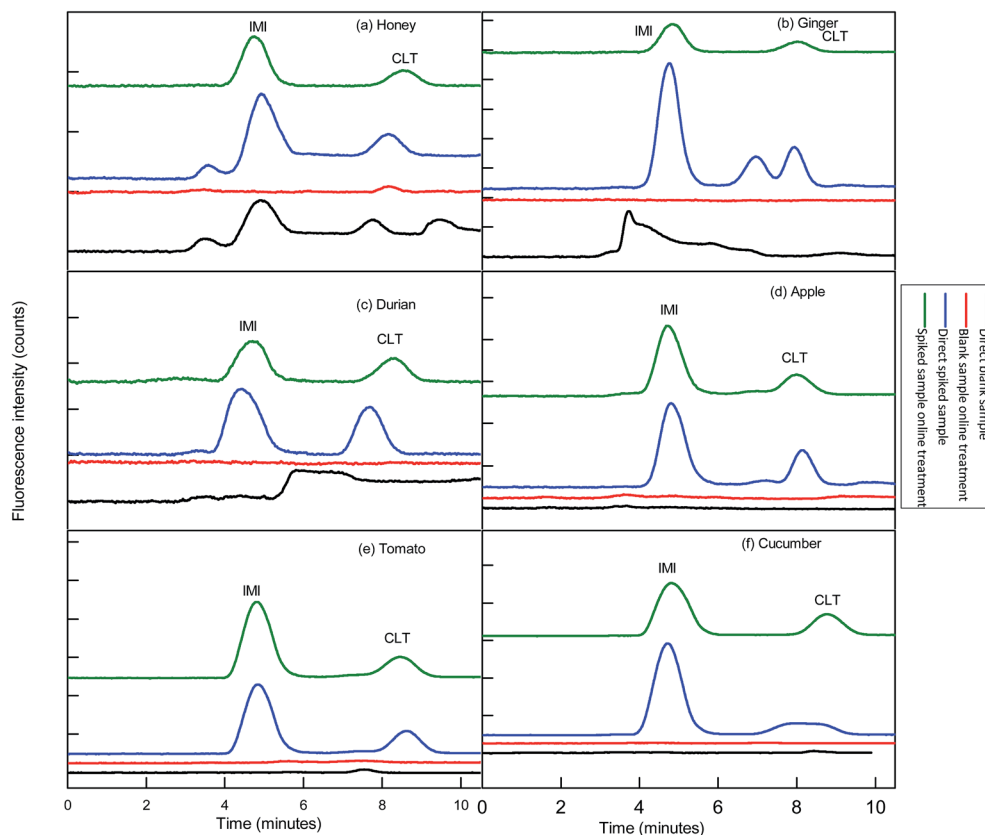 (a) Honey
IMI
CLT
(b) Ginger
IMI
CLT
(c) Durian
IMI
CLT
(d) Apple
IMI
CLT
(e) Tomato
IMI
CLT
(f) Cucumber
IMI
CLT
Fluorescence intensity (counts)
0 2 4 6 8 10
0 2 4 6 8 10
Time (minutes)
Time (minutes)
Direct blank sample
Blank sample online treatment
Direct spiked sample
Spiked sample online treatment